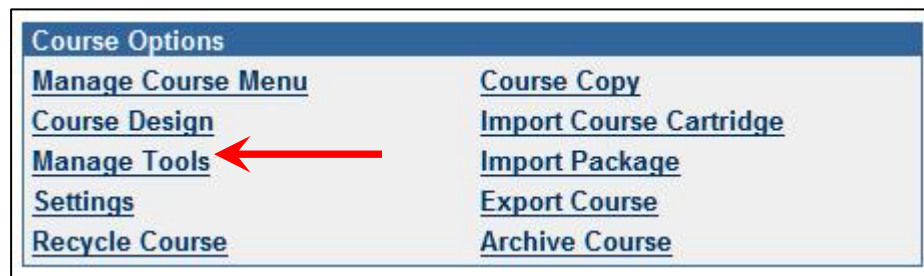 Course Options
Manage Course Menu
Course Copy
Course Design
Import Course Cartridge
Manage Tools
Import Package
Settings
Export Course
Recycle Course
Archive Course